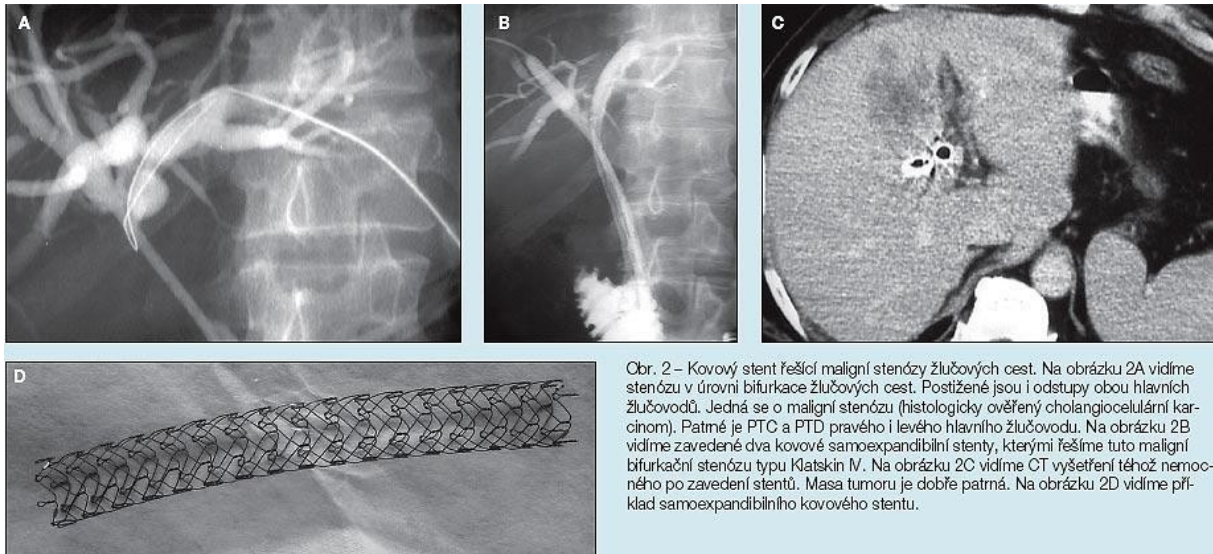 A
B
C
D
Obr. 2 – Kovový stent řešící maligní stenózy žlučových cest. Na obrázku 2A vidíme
stenózu v úrovni bifurkace žlučových cest. Postižené jsou i odstupy obou hlavních
žlučovodů. Jedná se o maligní stenózu (histologicky ověřený cholangiocelulární kar-
cinom). Patrné je PTC a PTD pravého i levého hlavního žlučovodu. Na obrázku 2B
vidíme zavedené dva kovové samoexpandibilní stenty, kterými řešíme tuto maligní
bifurkační stenózu typu Klatskin IV. Na obrázku 2C vidíme CT vyšetření téhož nemoc-
ného po zavedení stentů. Masa tumoru je dobře patrná. Na obrázku 2D vidíme pří-
klad samoexpandibilního kovového stentu.